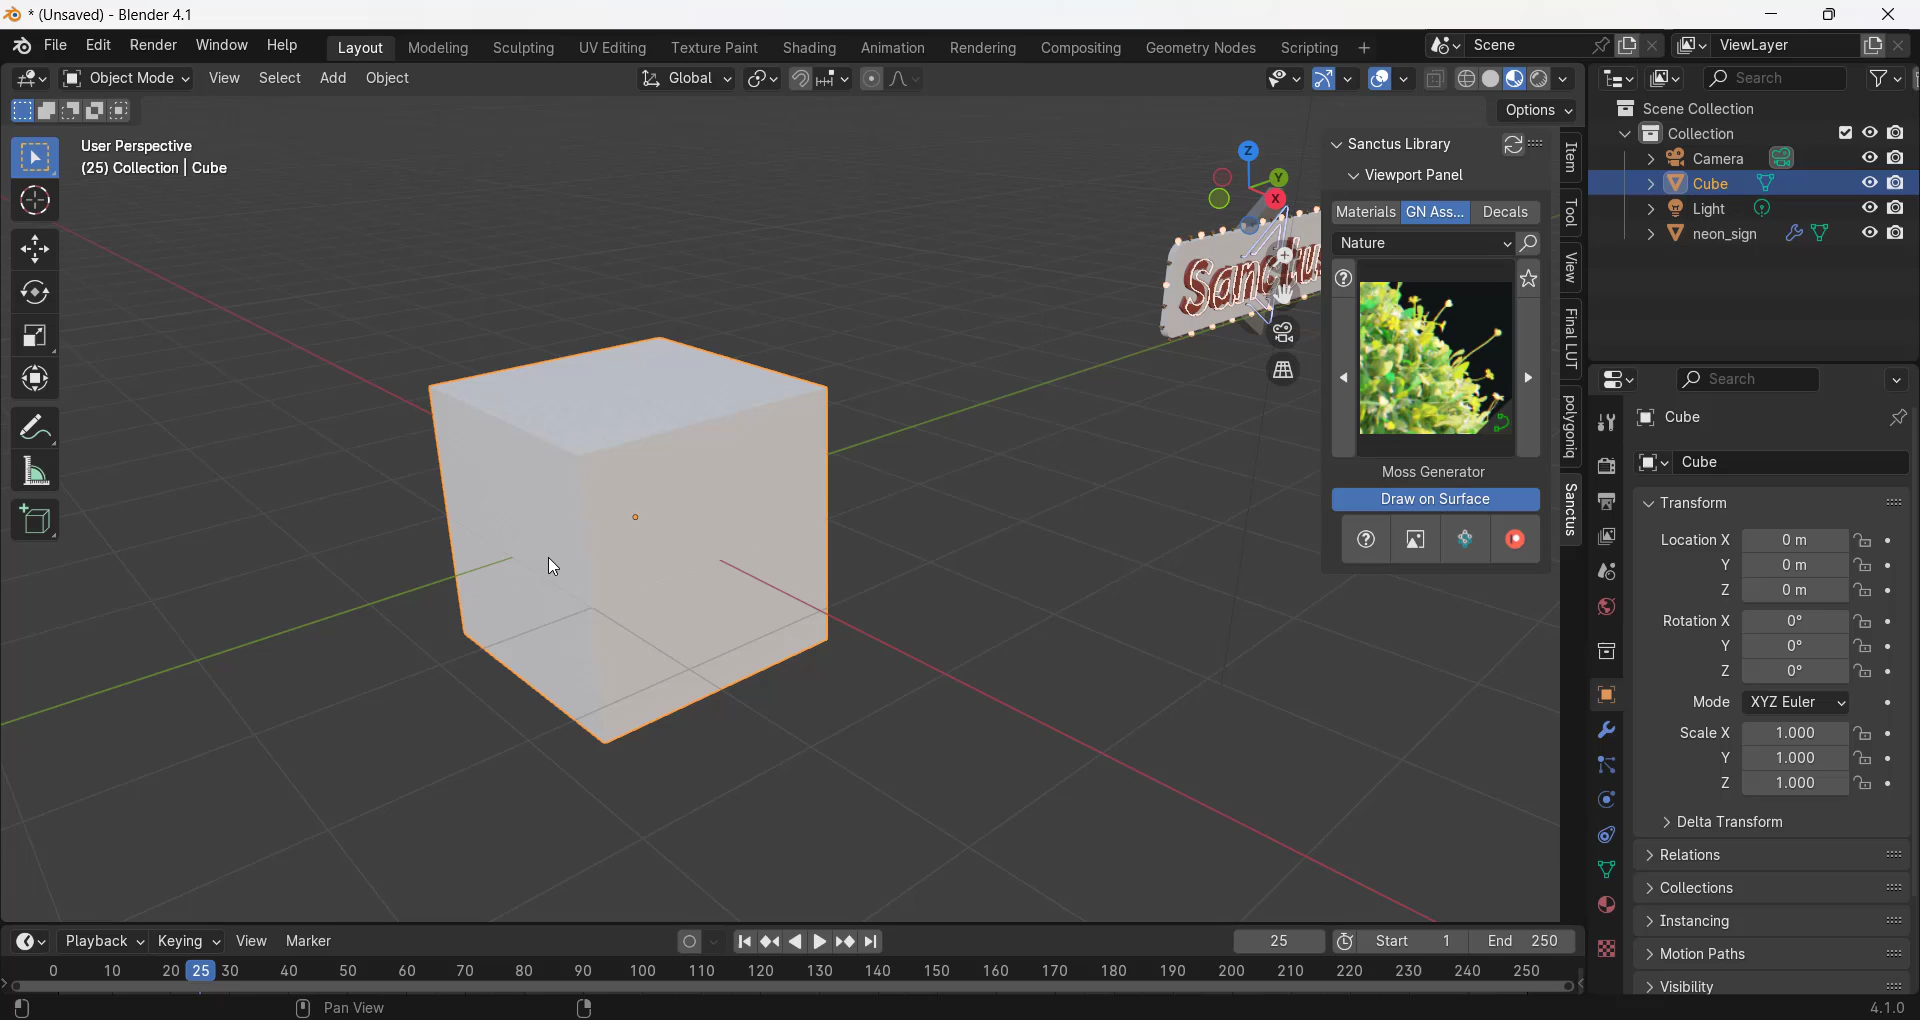 * (Unsaved) - Blender 4.1
File Edit Render Window Help Layout Modeling Sculpting UV Editing Texture Paint Shading Animation Rendering Compositing Geometry Nodes Scripting + Scene ViewLayer
Object Mode View Select Add Object Global Search
Options
User Perspective
(25) Collection | Cube
Z
Y
X
Sanctus
Sanctus Library
Viewport Panel
Materials GN Ass... Decals
Nature
Moss Generator
Draw on Surface
Item
Tool
View
Final LUT
polygoniq
Sanctus
Scene Collection
Collection
Camera
Cube
Light
neon_sign
Search
Cube
Cube
Transform
Location X 0 m
Y 0 m
Z 0 m
Rotation X 0°
Y 0°
Z 0°
Mode XYZ Euler
Scale X 1.000
Y 1.000
Z 1.000
Delta Transform
Relations
Collections
Instancing
Motion Paths
Visibility
Playback Keying View Marker 25 Start 1 End 250
0 10 20 25 30 40 50 60 70 80 90 100 110 120 130 140 150 160 170 180 190 200 210 220 230 240 250
Pan View 4.1.0